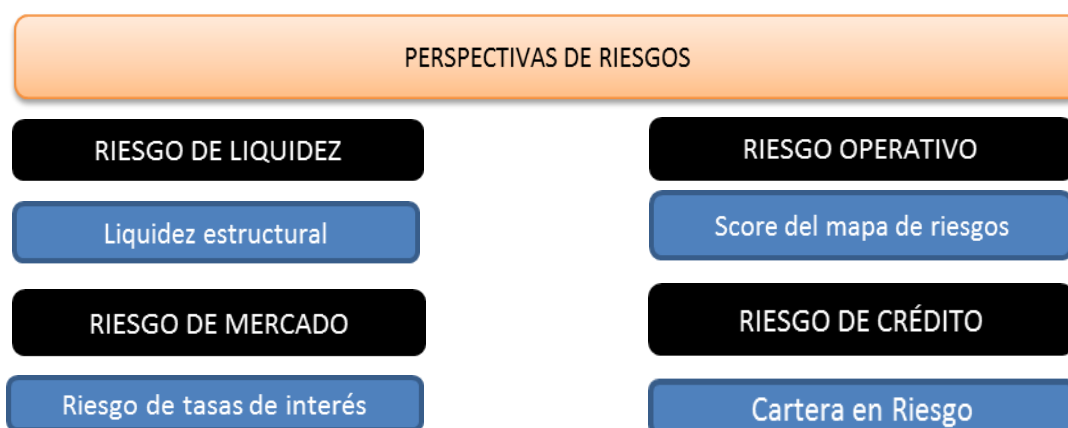 PERSPECTIVAS DE RIESGOS
RIESGO DE LIQUIDEZ
Liquidez estructural
RIESGO DE MERCADO
Riesgo de tasas de interés
RIESGO OPERATIVO
Score del mapa de riesgos
RIESGO DE CRÉDITO
Cartera en Riesgo